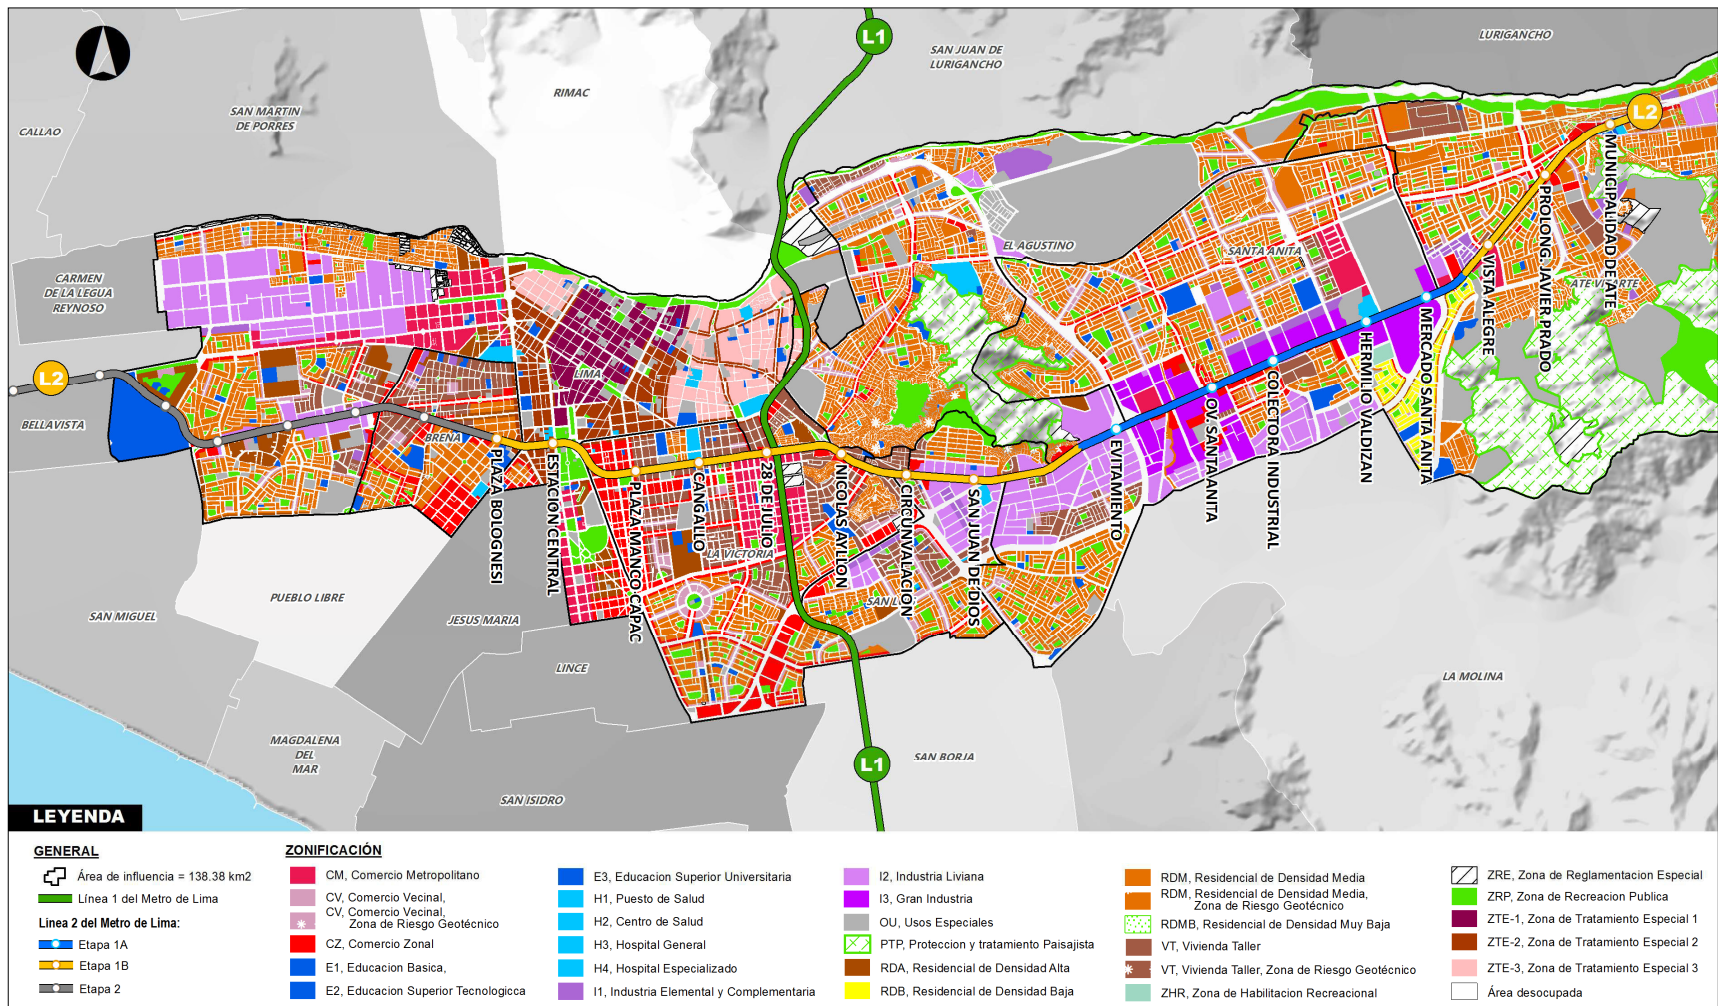 L1
SAN JUAN DE
LURIGANCHO
LURIGANCHO
RIMAC
SAN MARTIN
DE PORRES
CALLAO
L2
MUNICIPALIDAD DE ATE
PROLONG. JAVIER PRADO
EL AGUSTINO
SANTA ANITA
CARMEN
DE LA LEGUA
REYNOSO
VISTA ALEGRE
MERCADO SANTA ANITA
HERMILIO VALDIZAN
COLECTORA INDUSTRIAL
OV. SANTA ANITA
EVITAMIENTO
L2
LIMA
BELLAVISTA
BREÑA
PLAZA BOLOGNESI
ESTACION CENTRAL
PLAZA MANCO CAPAC
CANGALLO
28 DE JULIO
NICOLAS AYLLON
CIRCUNVALACION
SAN JUAN DE DIOS
LA VICTORIA
PUEBLO LIBRE
SAN MIGUEL
JESUS MARIA
LINCE
LA MOLINA
MAGDALENA
DEL
MAR
SAN BORJA
L1
SAN ISIDRO
LEYENDA
GENERAL
Área de influencia = 138.38 km2
Línea 1 del Metro de Lima
Linea 2 del Metro de Lima:
Etapa 1A
Etapa 1B
Etapa 2
ZONIFICACIÓN
CM, Comercio Metropolitano
CV, Comercio Vecinal,
CV, Comercio Vecinal,
Zona de Riesgo Geotécnico
CZ, Comercio Zonal
E1, Educacion Basica,
E2, Educacion Superior Tecnologicca
E3, Educacion Superior Universitaria
H1, Puesto de Salud
H2, Centro de Salud
H3, Hospital General
H4, Hospital Especializado
I1, Industria Elemental y Complementaria
I2, Industria Liviana
I3, Gran Industria
OU, Usos Especiales
PTP, Proteccion y tratamiento Paisajista
RDA, Residencial de Densidad Alta
RDB, Residencial de Densidad Baja
RDM, Residencial de Densidad Media
RDM, Residencial de Densidad Media,
Zona de Riesgo Geotécnico
RDMB, Residencial de Densidad Muy Baja
VT, Vivienda Taller
VT, Vivienda Taller, Zona de Riesgo Geotécnico
ZHR, Zona de Habilitacion Recreacional
ZRE, Zona de Reglamentacion Especial
ZRP, Zona de Recreacion Publica
ZTE-1, Zona de Tratamiento Especial 1
ZTE-2, Zona de Tratamiento Especial 2
ZTE-3, Zona de Tratamiento Especial 3
Área desocupada